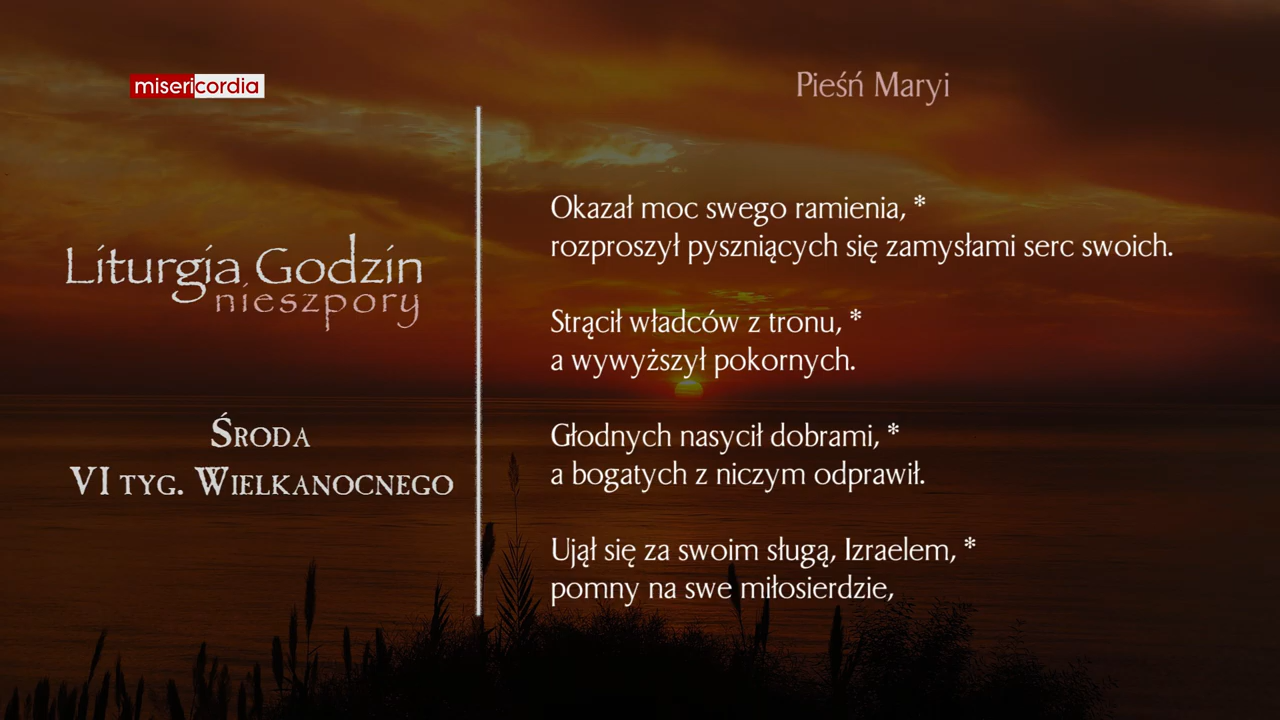 misericordia
Pieśń Maryi
Liturgia Godzin
nieszpory
Środa
VI tyg. Wielkanocnego
Okazał moc swego ramienia, *
rozproszył pyszniących się zamysłami serc swoich.
Strącił władców z tronu, *
a wywyższył pokornych.
Głodnych nasycił dobrami, *
a bogatych z niczym odprawił.
Ujął się za swoim sługą, Izraelem, *
pomny na swe miłosierdzie,